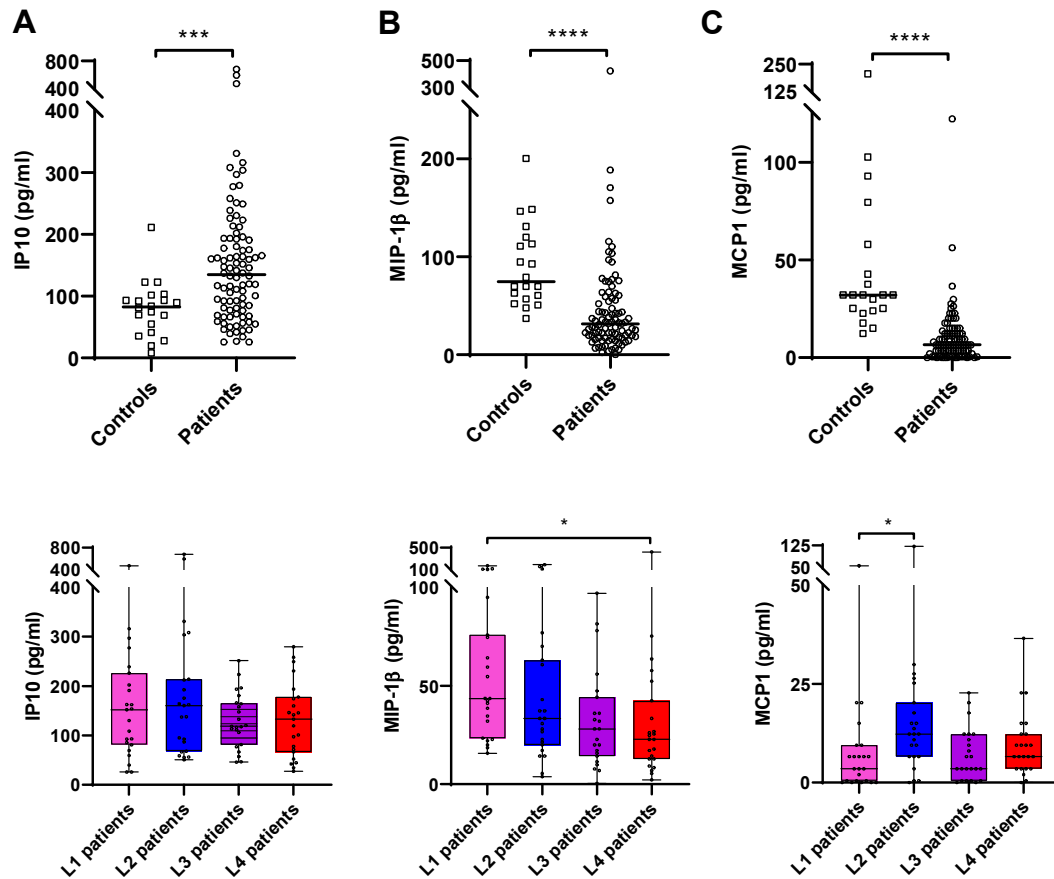 A
***
800
400
400
300
200
100
0
IP10 (pg/ml)
Controls
Patients
B
****
500
300
200
100
0
MIP-1β (pg/ml)
Controls
Patients
C
****
250
125
100
50
0
MCP1 (pg/ml)
Controls
Patients
800
400
400
300
200
100
0
IP10 (pg/ml)
L1 patients
L2 patients
L3 patients
L4 patients
*
500
100
100
50
0
MIP-1β (pg/ml)
L1 patients
L2 patients
L3 patients
L4 patients
*
125
50
50
25
0
MCP1 (pg/ml)
L1 patients
L2 patients
L3 patients
L4 patients